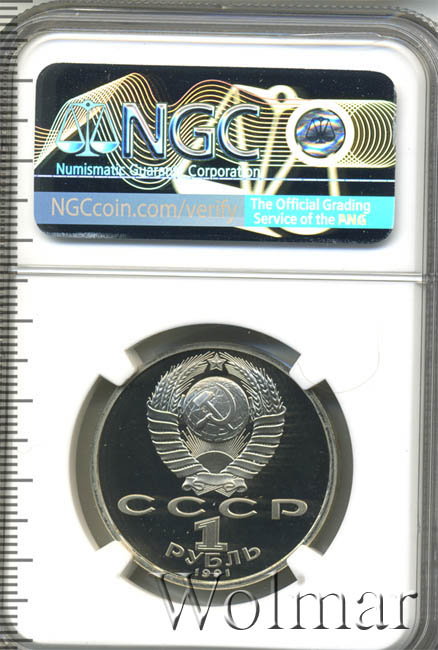 NGC
Numismatic Guaranty Corporation
NGCcoin.com/verify
The Official Grading
Service of the PNG
СССР
1
РУБЛЬ
1991
Wolmar